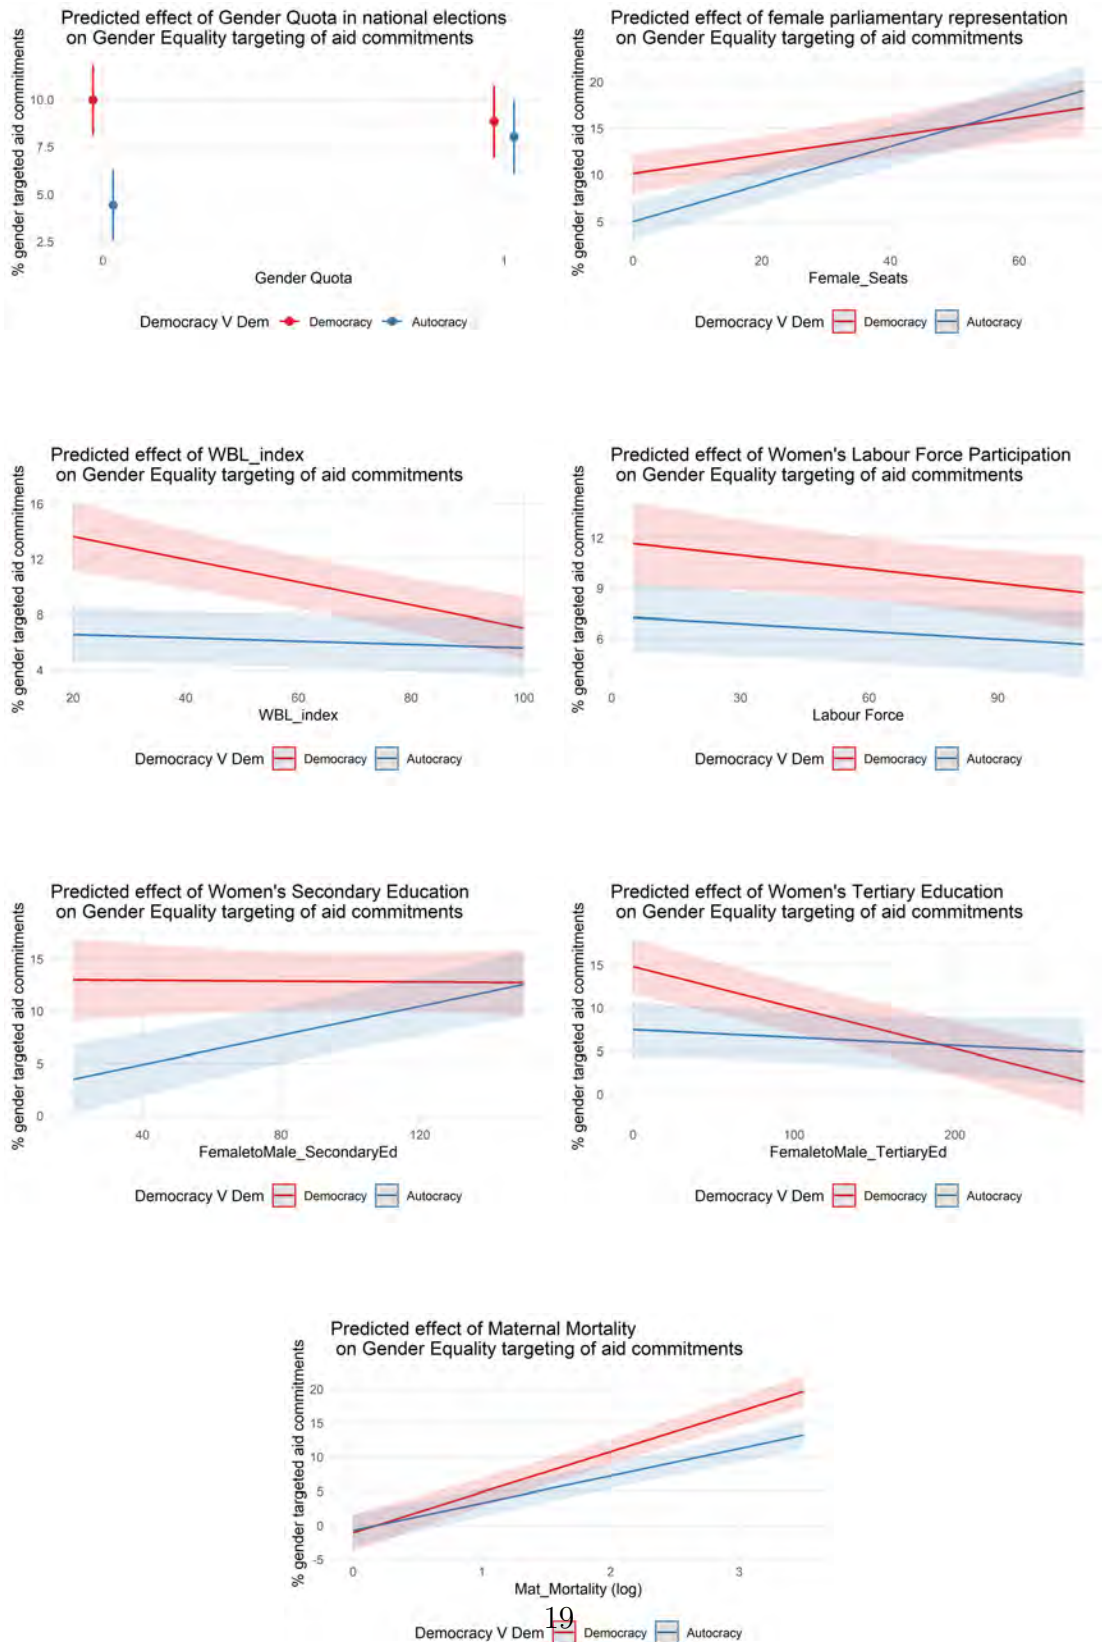 Predicted effect of Gender Quota in national elections
on Gender Equality targeting of aid commitments
% gender targeted aid commitments
10.0
7.5
5.0
2.5
0
1
Gender Quota
Democracy V Dem Democracy Autocracy
Predicted effect of female parliamentary representation
on Gender Equality targeting of aid commitments
% gender targeted aid commitments
20
15
10
5
0 20 40 60
Female_Seats
Democracy V Dem Democracy Autocracy
Predicted effect of WBL_index
on Gender Equality targeting of aid commitments
% gender targeted aid commitments
16
12
8
4
20 40 60 80 100
WBL_index
Democracy V Dem Democracy Autocracy
Predicted effect of Women's Labour Force Participation
on Gender Equality targeting of aid commitments
% gender targeted aid commitments
12
9
6
0 30 60 90
Labour Force
Democracy V Dem Democracy Autocracy
Predicted effect of Women's Secondary Education
on Gender Equality targeting of aid commitments
% gender targeted aid commitments
15
10
5
0
40 80 120
FemaletoMale_SecondaryEd
Democracy V Dem Democracy Autocracy
Predicted effect of Women's Tertiary Education
on Gender Equality targeting of aid commitments
% gender targeted aid commitments
15
10
5
0
0 100 200
FemaletoMale_TertiaryEd
Democracy V Dem Democracy Autocracy
Predicted effect of Maternal Mortality
on Gender Equality targeting of aid commitments
% gender targeted aid commitments
20
15
10
5
0
-5
0 1 2 3
Mat_Mortality (log)
19
Democracy V Dem Democracy Autocracy